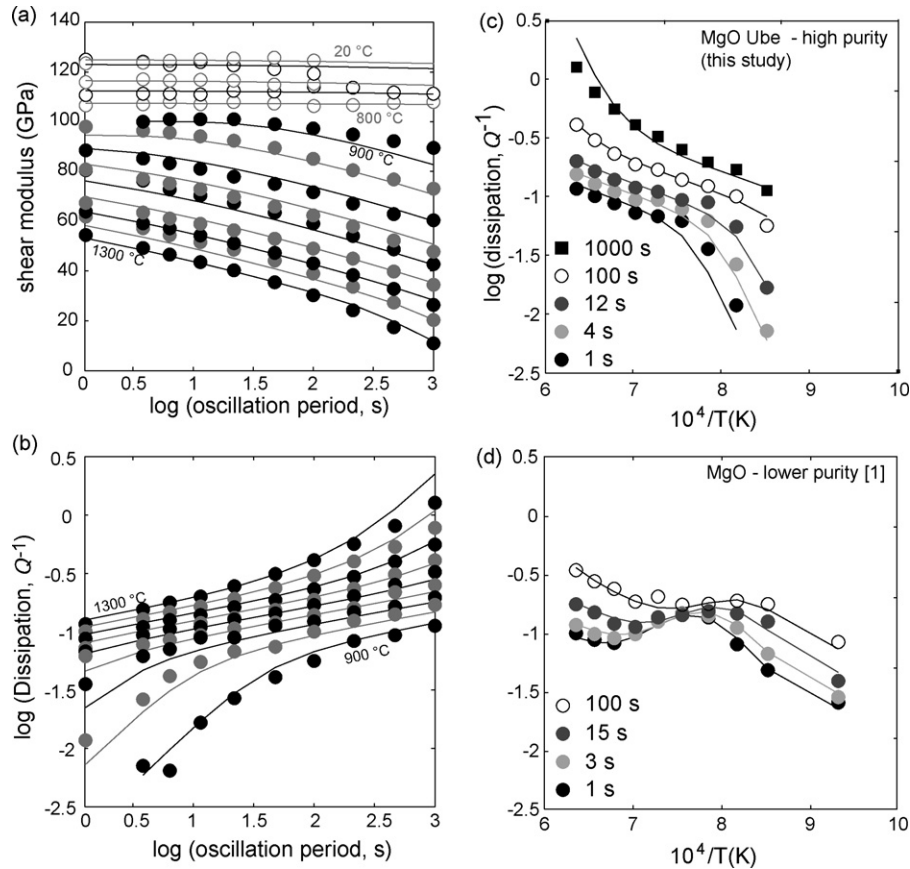 (a)
shear modulus (GPa)
140
120
100
80
60
40
20
0
20 °C
800 °C
900 °C
1300 °C
0 0.5 1 1.5 2 2.5 3
log (oscillation period, s)
(b)
log (Dissipation, Q-1)
0.5
0
-0.5
-1
-1.5
-2
-2.5
1300 °C
900 °C
0 0.5 1 1.5 2 2.5 3
log (oscillation period, s)
(c)
MgO Ube - high purity
(this study)
log (dissipation, Q-1)
0.5
0
-0.5
-1.0
-1.5
-2
-2.5
1000 s
100 s
12 s
4 s
1 s
6 7 8 9 10
10⁴/T(K)
(d)
MgO - lower purity [1]
0.5
0
-0.5
-1.0
-1.5
-2
-2.5
100 s
15 s
3 s
1 s
6 7 8 9 10
10⁴/T(K)